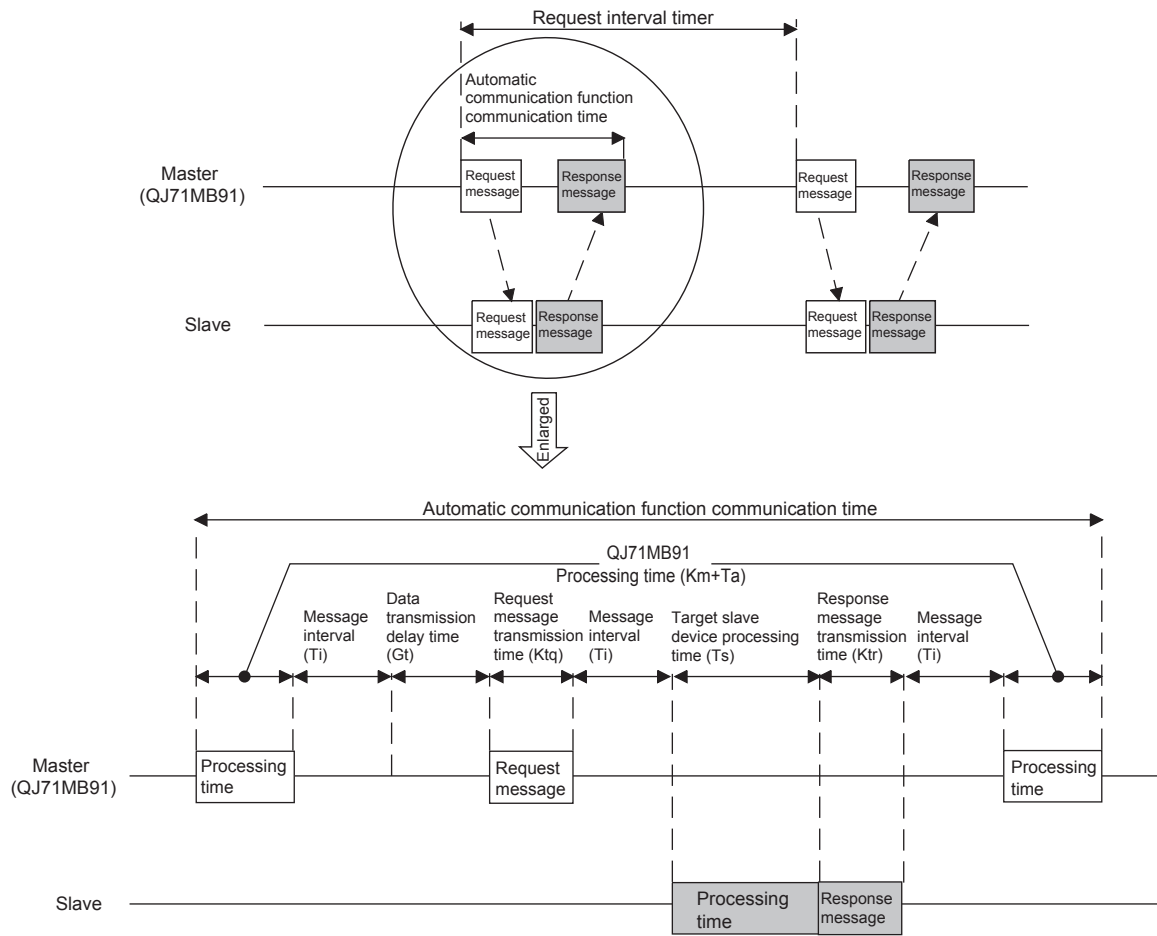 Request interval timer
Automatic
communication function
communication time
Master
(QJ71MB91)
Request
message
Response
message
Request
message
Response
message
Slave
Request
message
Response
message
Request
message
Response
message
Enlarged
Automatic communication function communication time
QJ71MB91
Processing time (Km+Ta)
Message
interval
(Ti)
Data
transmission
delay time
(Gt)
Request
message
transmission
time (Ktq)
Message
interval
(Ti)
Target slave
device processing
time (Ts)
Response
message
transmission
time (Ktr)
Message
interval
(Ti)
Master
(QJ71MB91)
Processing
time
Request
message
Processing
time
Slave
Processing
time
Response
message